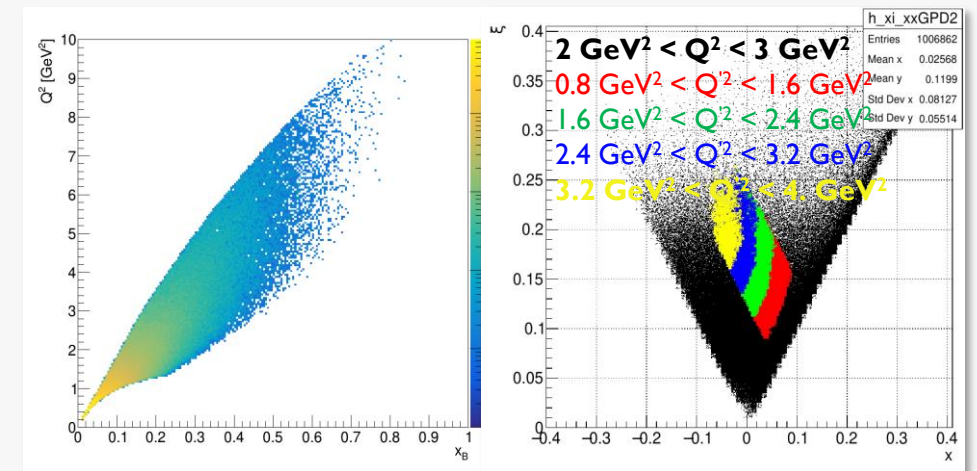 Q² [GeV²]
10
9
8
7
6
5
4
3
2
1
0
0 0.1 0.2 0.3 0.4 0.5 0.6 0.7 0.8 0.9 1
x_B
ξ
0.4
0.35
0.3
0.25
0.2
0.15
0.1
0.05
0
2 GeV² < Q² < 3 GeV²
0.8 GeV² < Q'² < 1.6 GeV²
1.6 GeV² < Q'² < 2.4 GeV²
2.4 GeV² < Q'² < 3.2 GeV²
3.2 GeV² < Q'² < 4. GeV²
h_xi_xxGPD2
Entries 1006862
Mean x 0.02568
Mean y 0.1199
Std Dev x 0.08127
Std Dev y 0.05514
−0.4 −0.3 −0.2 −0.1 0 0.1 0.2 0.3 0.4
x